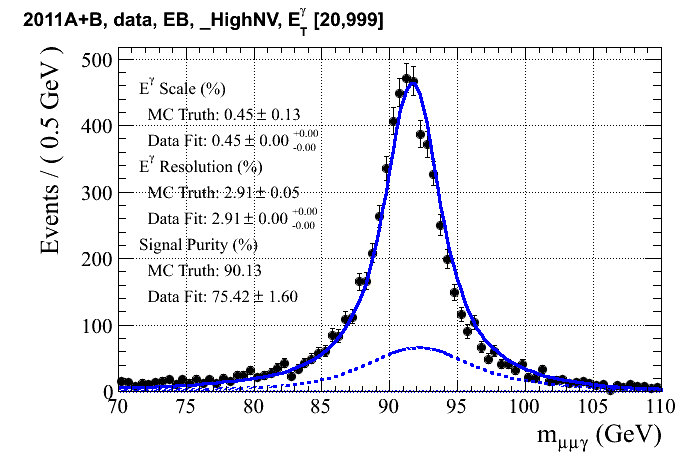 2011A+B, data, EB, _HighNV, E_T^γ [20,999]
Events / ( 0.5 GeV )
500
400
300
200
100
0
E^γ Scale (%)
MC Truth: 0.45 ± 0.13
Data Fit: 0.45 ± 0.00 +0.00 -0.00
E^γ Resolution (%)
MC Truth: 2.91 ± 0.05
Data Fit: 2.91 ± 0.00 +0.00 -0.00
Signal Purity (%)
MC Truth: 90.13
Data Fit: 75.42 ± 1.60
70 75 80 85 90 95 100 105 110
m_μμγ (GeV)